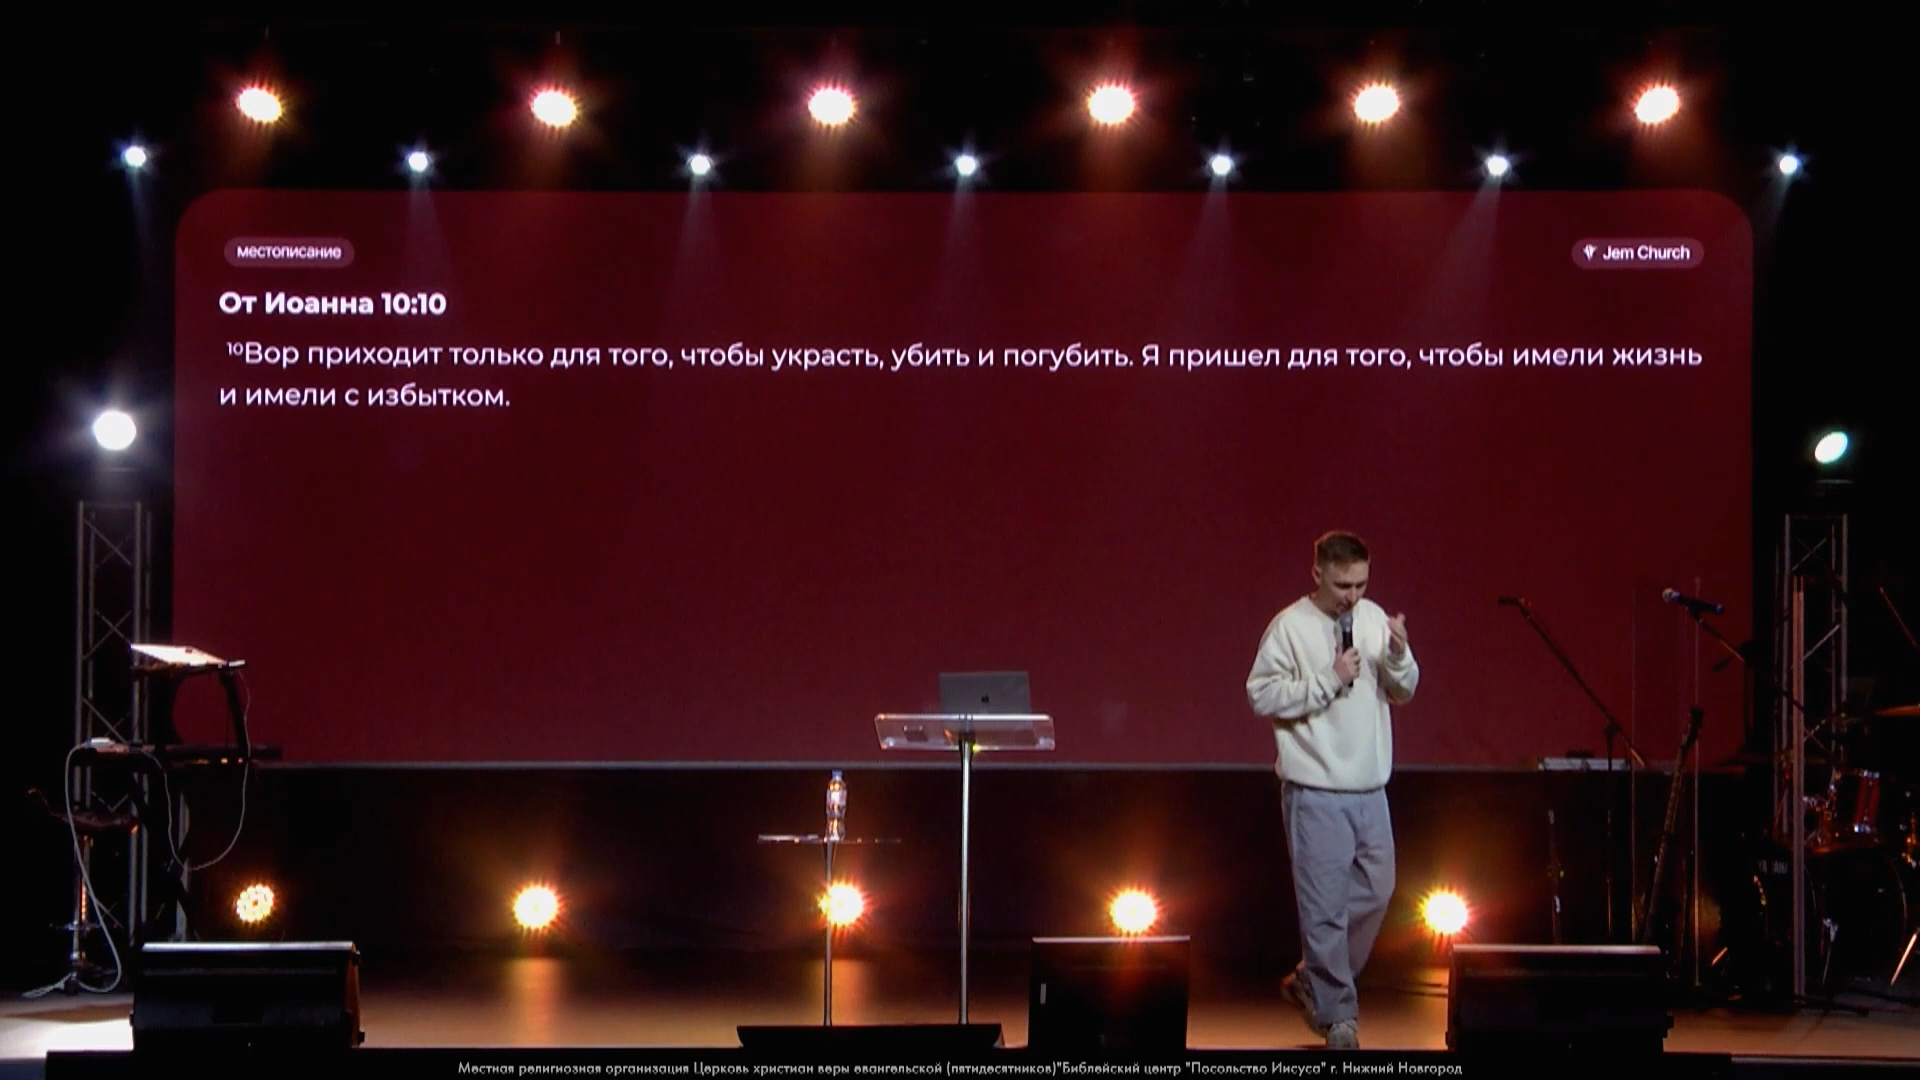 местописание
Jem Church
От Иоанна 10:10
¹⁰Вор приходит только для того, чтобы украсть, убить и погубить. Я пришел для того, чтобы имели жизнь
и имели с избытком.
Местная религиозная организация Церковь христиан веры евангельской (пятидесятников)"Библейский центр "Посольство Иисуса" г. Нижний Новгород